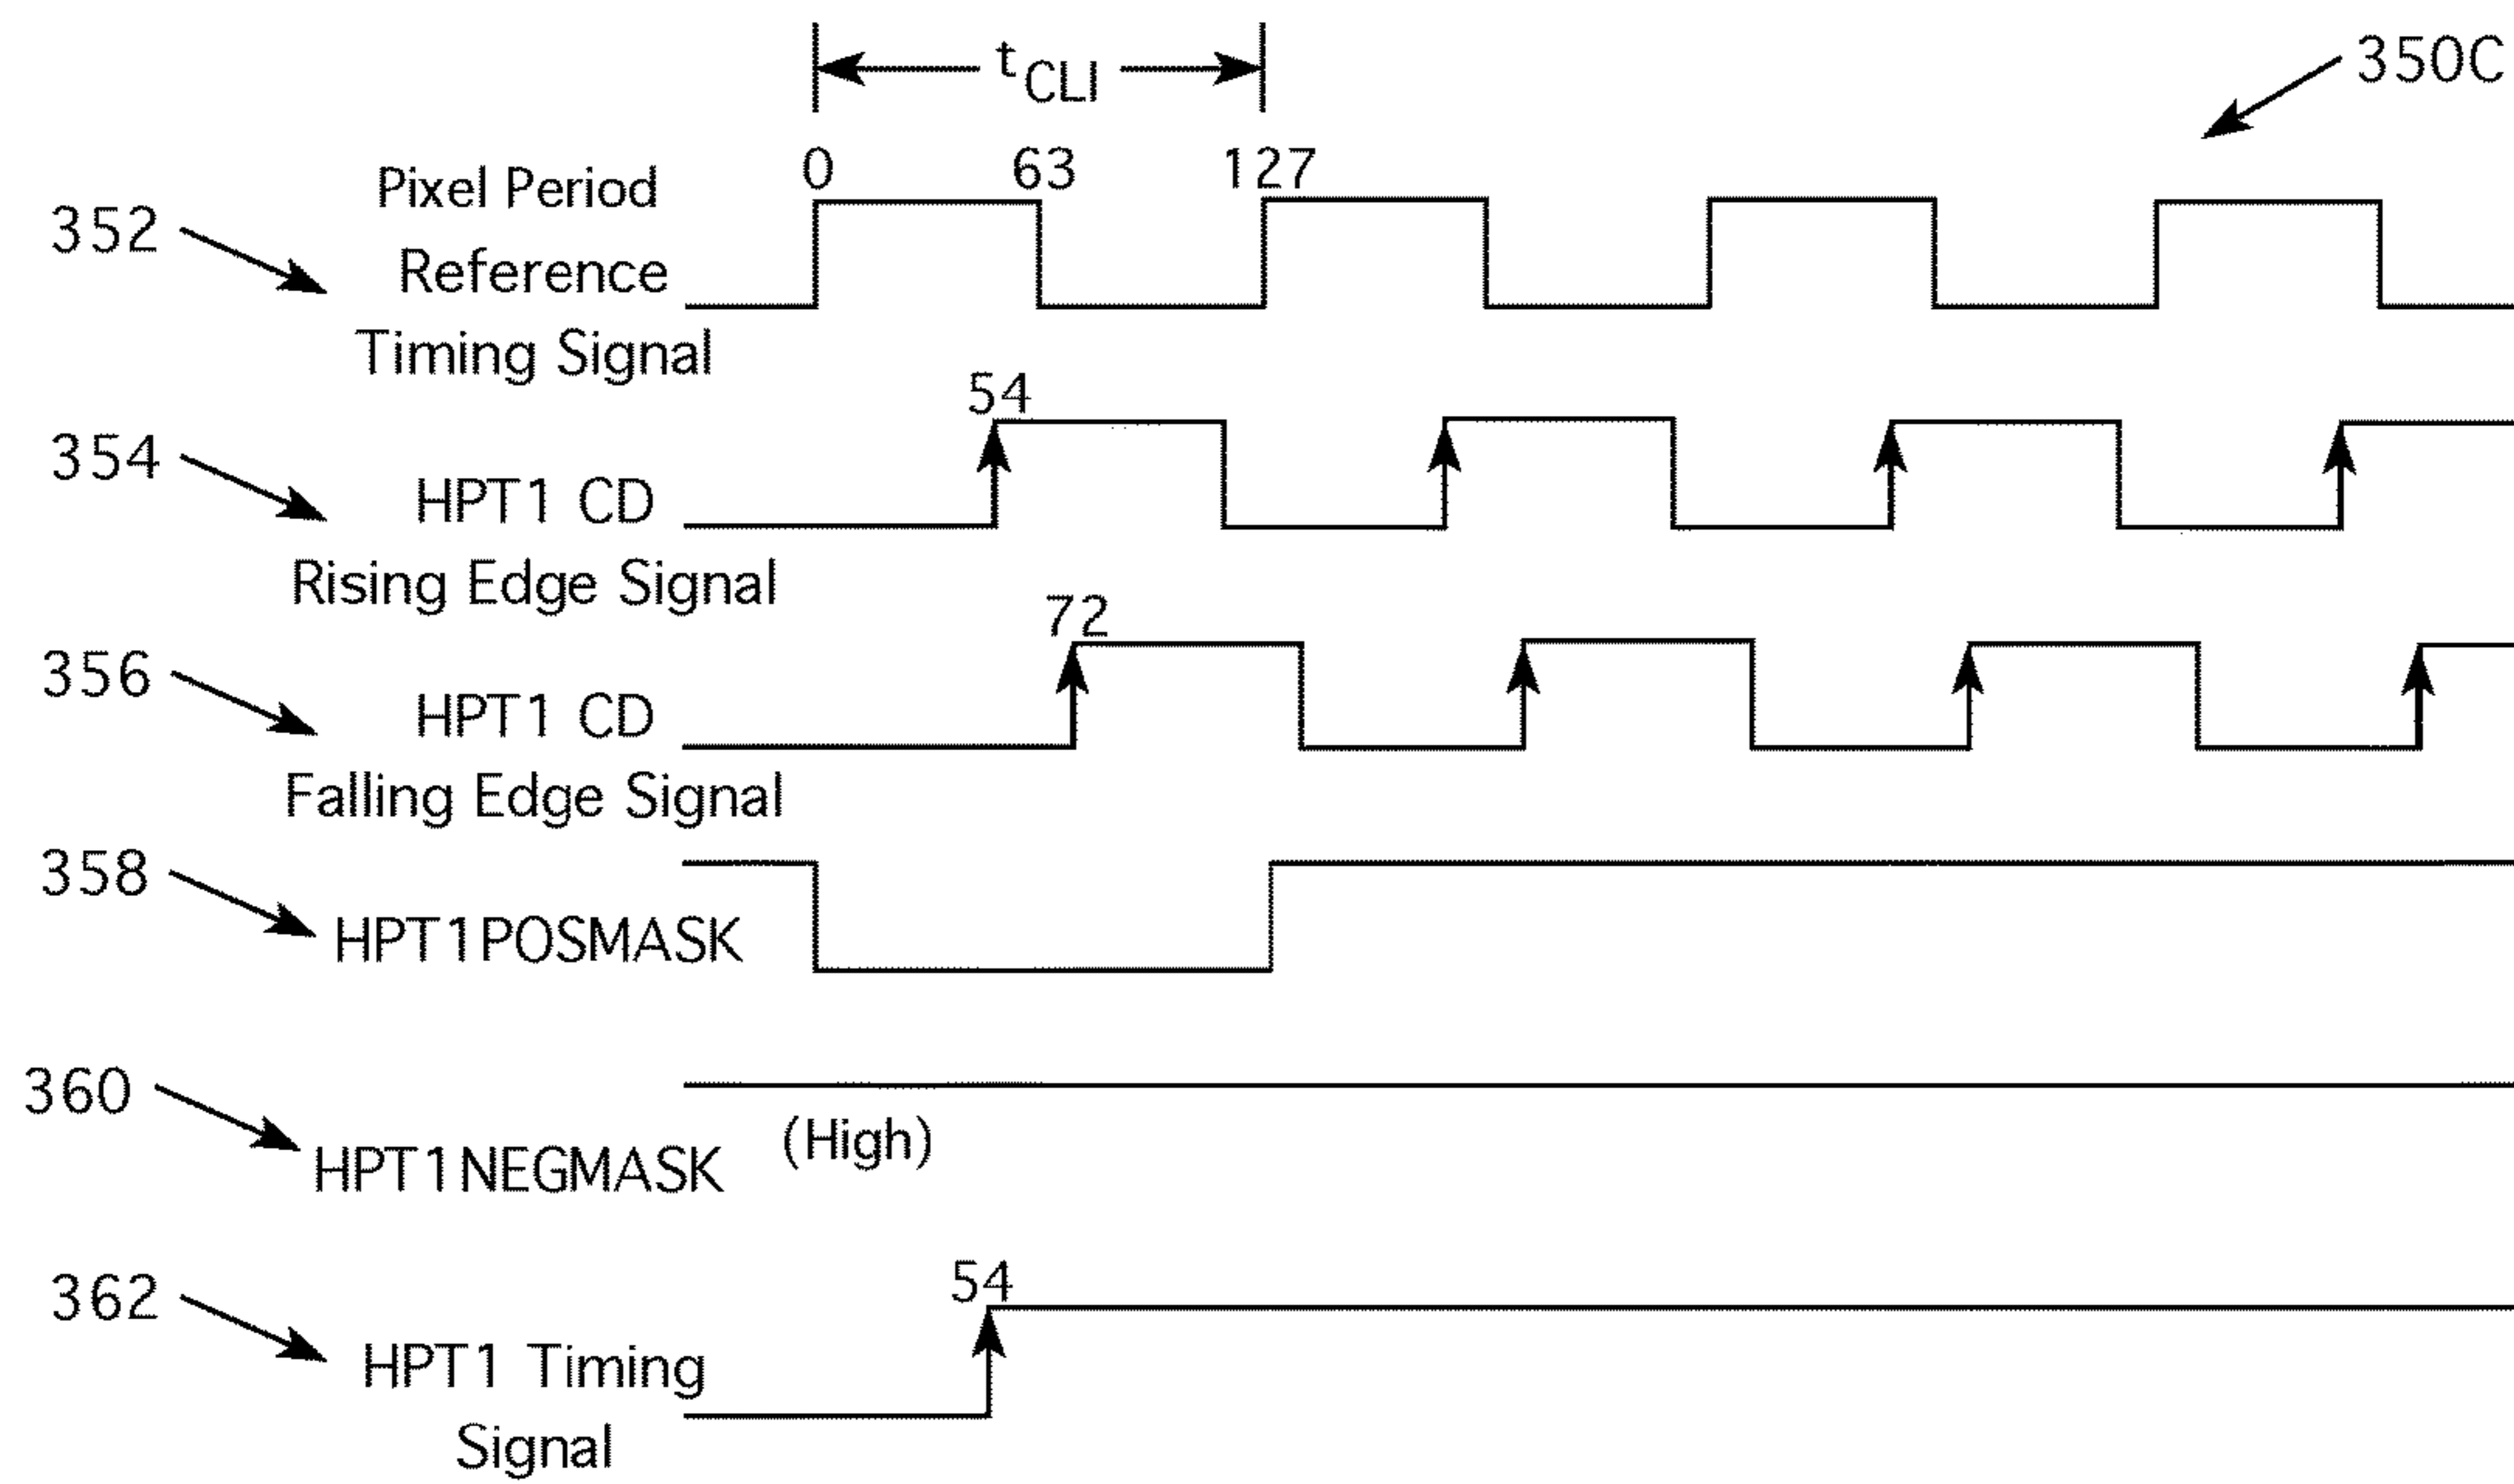 tCLI
350C
0 63 127
352
Pixel Period
Reference
Timing Signal
54
354
HPT1 CD
Rising Edge Signal
72
356
HPT1 CD
Falling Edge Signal
358
HPT1POSMASK
360
(High)
HPT1NEGMASK
54
362
HPT1 Timing
Signal